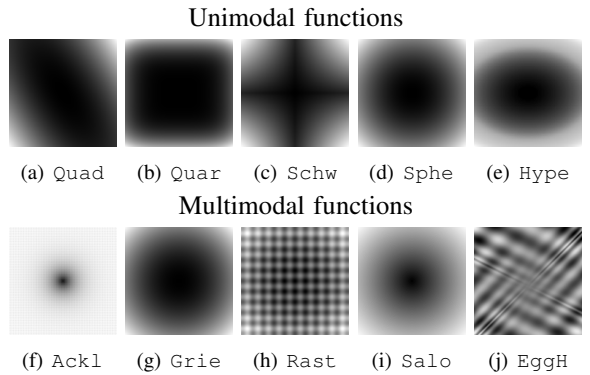 Unimodal functions
(a) Quad (b) Quar (c) Schw (d) Sphe (e) Hype
Multimodal functions
(f) Ackl (g) Grie (h) Rast (i) Salo (j) EggH